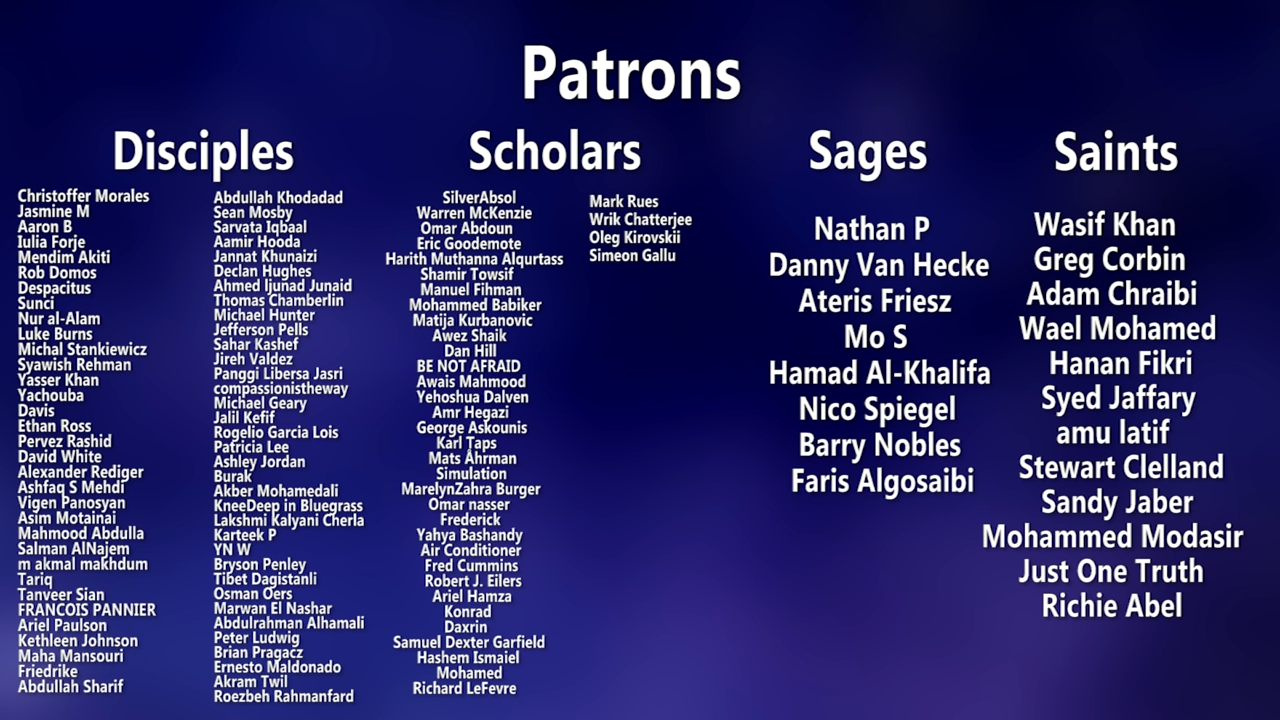 Patrons
Disciples
Christoffer Morales
Jasmine M
Aaron B
Iulia Forje
Mendim Akiti
Rob Domos
Despacitus
Sunci
Nur al-Alam
Luke Burns
Michal Stankiewicz
Syawish Rehman
Yasser Khan
Yachouba
Davis
Ethan Ross
Pervez Rashid
David White
Alexander Rediger
Ashfaq S Mehdi
Vigen Panosyan
Asim Motainai
Mahmood Abdulla
Salman AlNajem
m akmal makhdum
Tariq
Tanveer Sian
FRANCOIS PANNIER
Ariel Paulson
Kethleen Johnson
Maha Mansouri
Friedrike
Abdullah Sharif
Abdullah Khodadad
Sean Mosby
Sarvata Iqbaal
Aamir Hooda
Jannat Khunaizi
Declan Hughes
Ahmed Ijunad Junaid
Thomas Chamberlin
Michael Hunter
Jefferson Pells
Sahar Kashef
Jireh Valdez
Panggi Libersa Jasri
compassionistheway
Michael Geary
Jalil Kefif
Rogelio Garcia Lois
Patricia Lee
Ashley Jordan
Burak
Akber Mohamedali
KneeDeep in Bluegrass
Lakshmi Kalyani Cherla
Karteek P
YN W
Bryson Penley
Tibet Dagistanli
Osman Oers
Marwan El Nashar
Abdulrahman Alhamali
Peter Ludwig
Brian Pragacz
Ernesto Maldonado
Akram Twil
Roezbeh Rahmanfard
Scholars
SilverAbsol
Warren McKenzie
Omar Abdoun
Eric Goodemote
Harith Muthanna Alqurtass
Shamir Towsif
Manuel Fihman
Mohammed Babiker
Matija Kurbanovic
Awez Shaik
Dan Hill
BE NOT AFRAID
Awais Mahmood
Yehoshua Dalven
Amr Hegazi
George Askounis
Karl Taps
Mats Åhrman
Simulation
MarelynZahra Burger
Omar nasser
Frederick
Yahya Bashandy
Air Conditioner
Fred Cummins
Robert J. Eilers
Ariel Hamza
Konrad
Daxrin
Samuel Dexter Garfield
Hashem Ismaiel
Mohamed
Richard LeFevre
Mark Rues
Wrik Chatterjee
Oleg Kirovskii
Simeon Gallu
Sages
Nathan P
Danny Van Hecke
Ateris Friesz
Mo S
Hamad Al-Khalifa
Nico Spiegel
Barry Nobles
Faris Algosaibi
Saints
Wasif Khan
Greg Corbin
Adam Chraibi
Wael Mohamed
Hanan Fikri
Syed Jaffary
amu latif
Stewart Clelland
Sandy Jaber
Mohammed Modasir
Just One Truth
Richie Abel